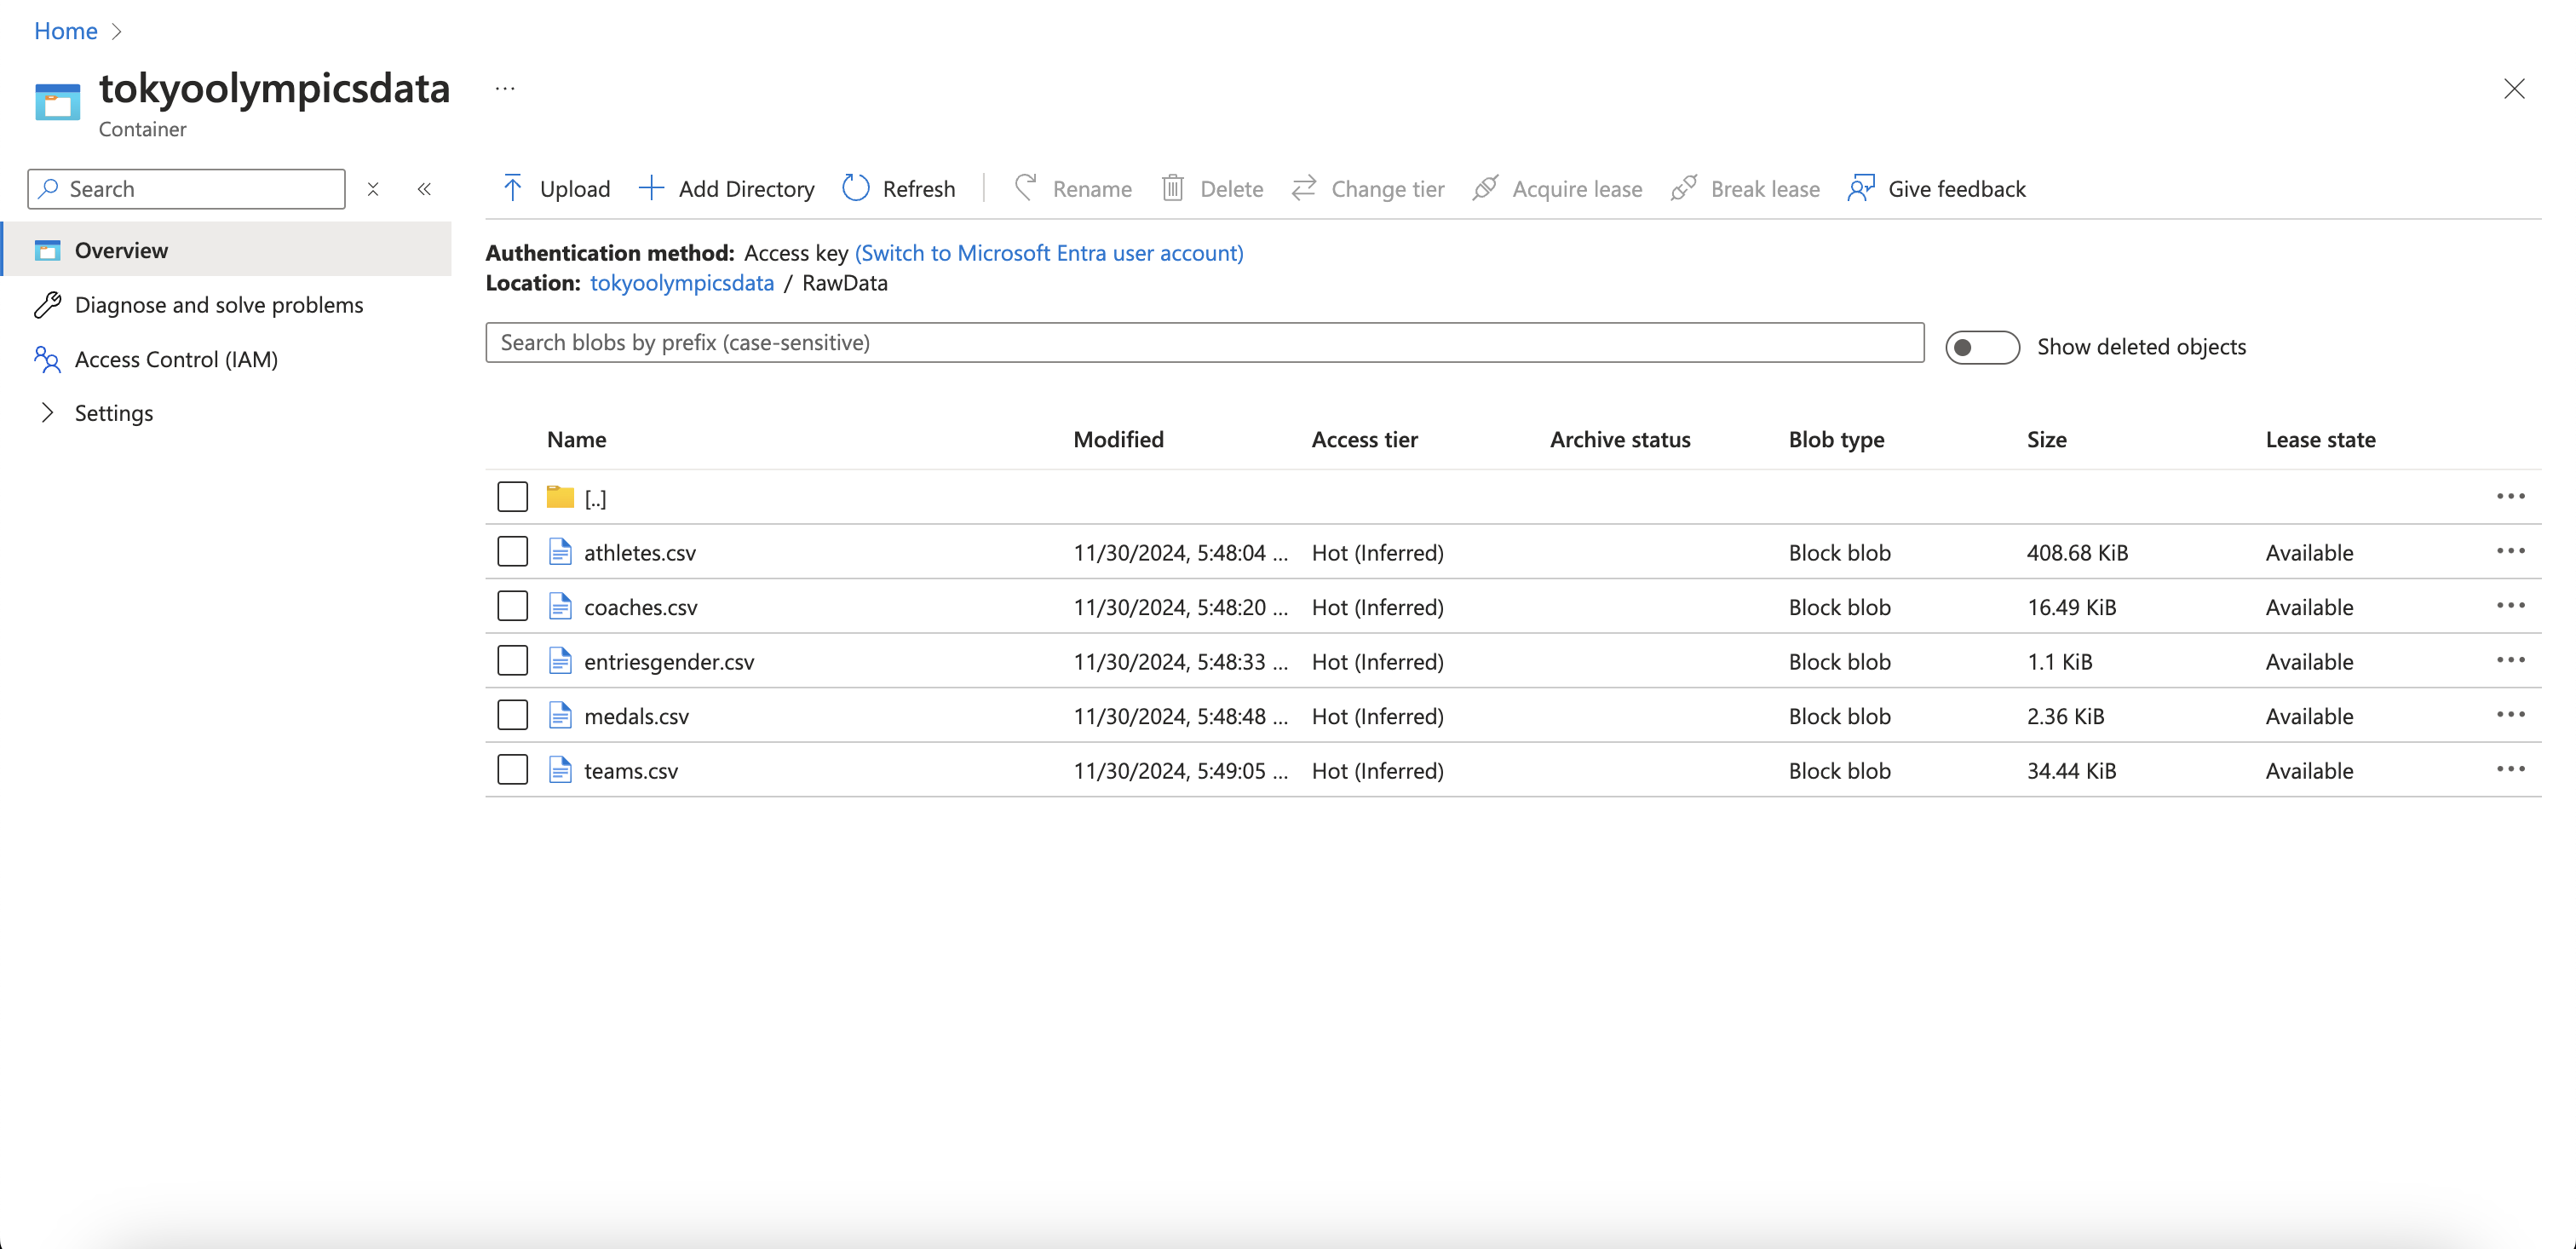 Home
tokyoolympicsdata
...
Container
Search
Upload Add Directory Refresh Rename Delete Change tier Acquire lease Break lease Give feedback
Overview
Diagnose and solve problems
Access Control (IAM)
Settings
Authentication method: Access key (Switch to Microsoft Entra user account)
Location: tokyoolympicsdata / RawData
Search blobs by prefix (case-sensitive)
Show deleted objects
Name Modified Access tier Archive status Blob type Size Lease state
[..]
athletes.csv 11/30/2024, 5:48:04 ... Hot (Inferred) Block blob 408.68 KiB Available
coaches.csv 11/30/2024, 5:48:20 ... Hot (Inferred) Block blob 16.49 KiB Available
entriesgender.csv 11/30/2024, 5:48:33 ... Hot (Inferred) Block blob 1.1 KiB Available
medals.csv 11/30/2024, 5:48:48 ... Hot (Inferred) Block blob 2.36 KiB Available
teams.csv 11/30/2024, 5:49:05 ... Hot (Inferred) Block blob 34.44 KiB Available